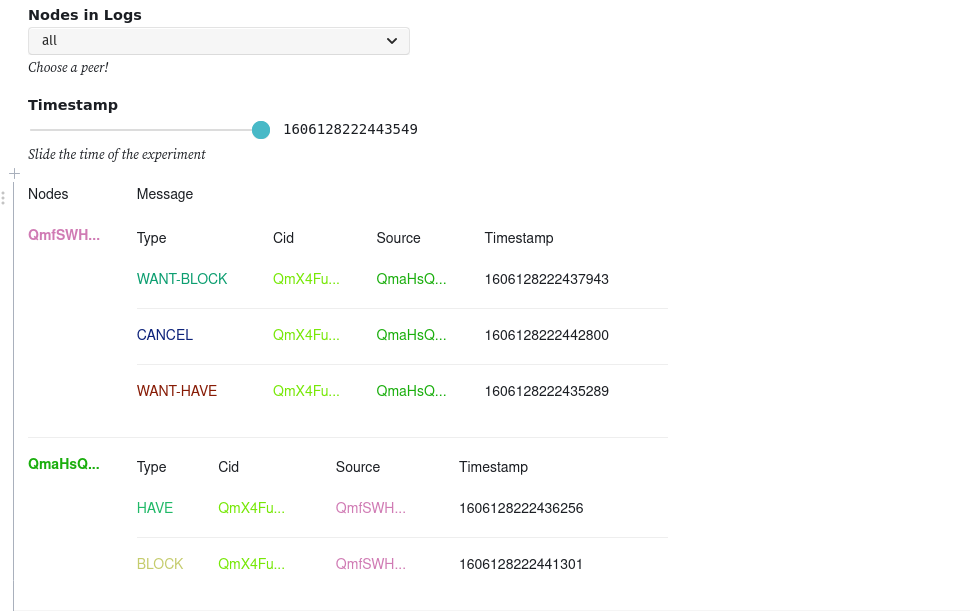 Nodes in Logs
all
Choose a peer!
Timestamp
1606128222443549
Slide the time of the experiment
Nodes Message
QmfSWH... Type Cid Source Timestamp
WANT-BLOCK QmX4Fu... QmaHsQ... 1606128222437943
CANCEL QmX4Fu... QmaHsQ... 1606128222442800
WANT-HAVE QmX4Fu... QmaHsQ... 1606128222435289
QmaHsQ... Type Cid Source Timestamp
HAVE QmX4Fu... QmfSWH... 1606128222436256
BLOCK QmX4Fu... QmfSWH... 1606128222441301